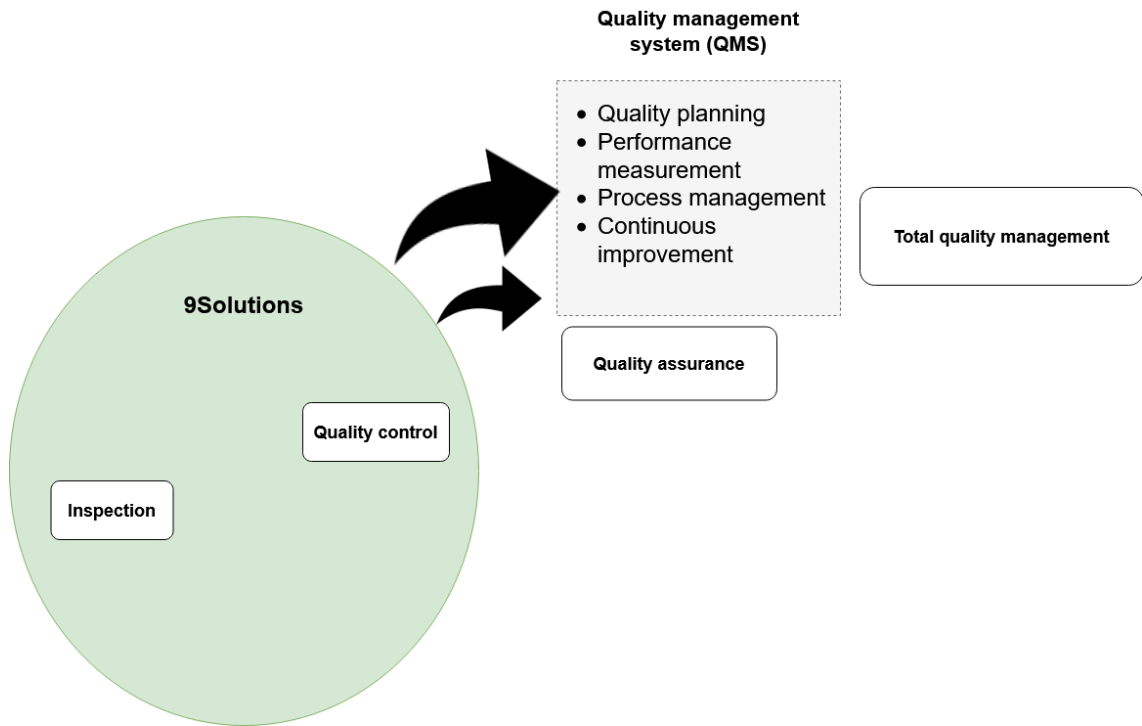 Quality management
system (QMS)
• Quality planning
• Performance
measurement
• Process management
• Continuous
improvement
Total quality management
9Solutions
Quality assurance
Quality control
Inspection